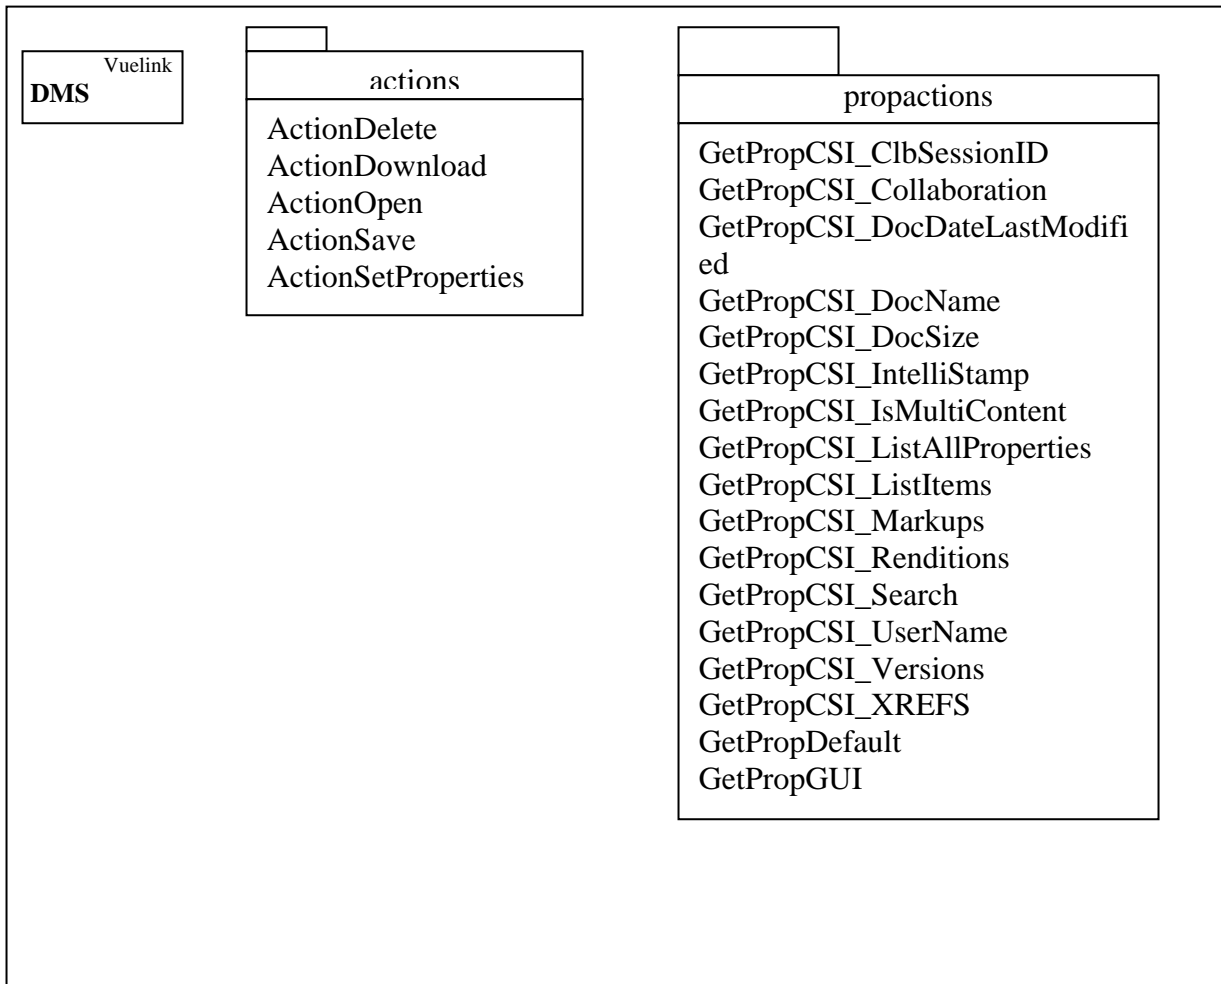 Vuelink
DMS
actions
ActionDelete
ActionDownload
ActionOpen
ActionSave
ActionSetProperties
propactions
GetPropCSI_ClbSessionID
GetPropCSI_Collaboration
GetPropCSI_DocDateLastModifi
ed
GetPropCSI_DocName
GetPropCSI_DocSize
GetPropCSI_IntelliStamp
GetPropCSI_IsMultiContent
GetPropCSI_ListAllProperties
GetPropCSI_ListItems
GetPropCSI_Markups
GetPropCSI_Renditions
GetPropCSI_Search
GetPropCSI_UserName
GetPropCSI_Versions
GetPropCSI_XREFS
GetPropDefault
GetPropGUI